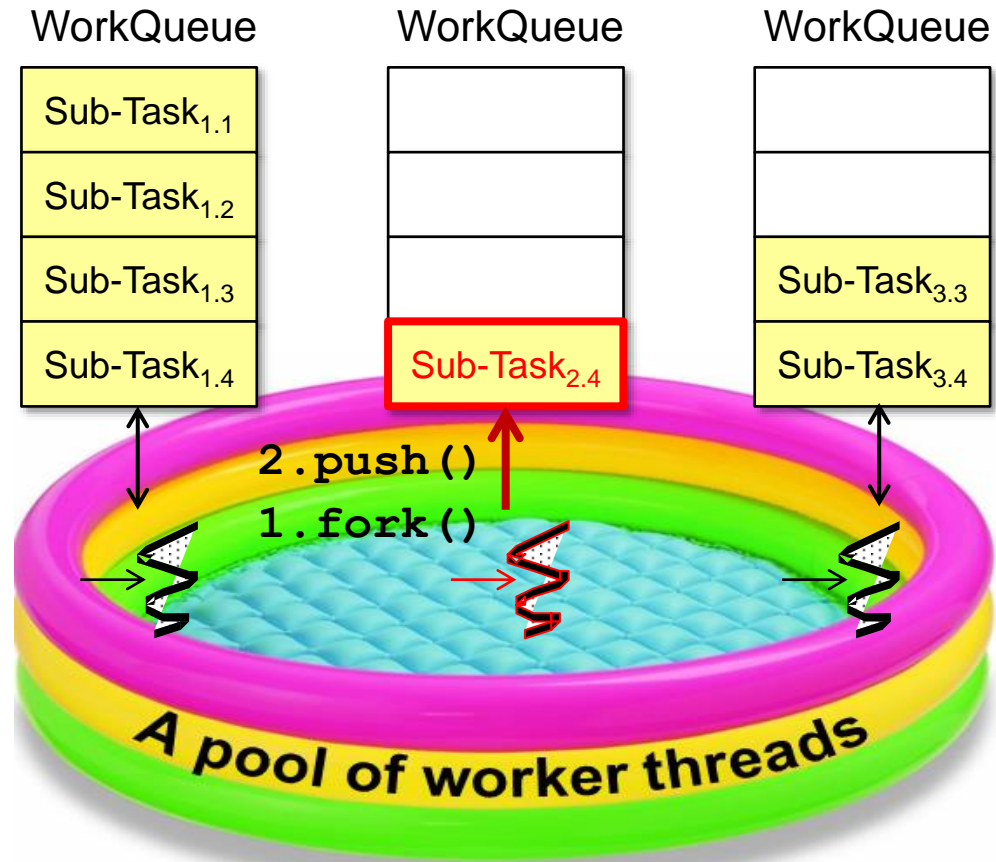 WorkQueue WorkQueue WorkQueue
Sub-Task1.1
Sub-Task1.2
Sub-Task1.3 Sub-Task3.3
Sub-Task1.4 Sub-Task2.4 Sub-Task3.4
2.push()
1.fork()
A pool of worker threads